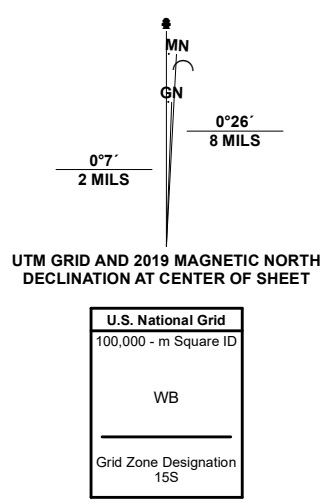 MN
GN
0°26´
8 MILS
0°7´
2 MILS
UTM GRID AND 2019 MAGNETIC NORTH
DECLINATION AT CENTER OF SHEET
U.S. National Grid
100,000 - m Square ID
WB
Grid Zone Designation
15S